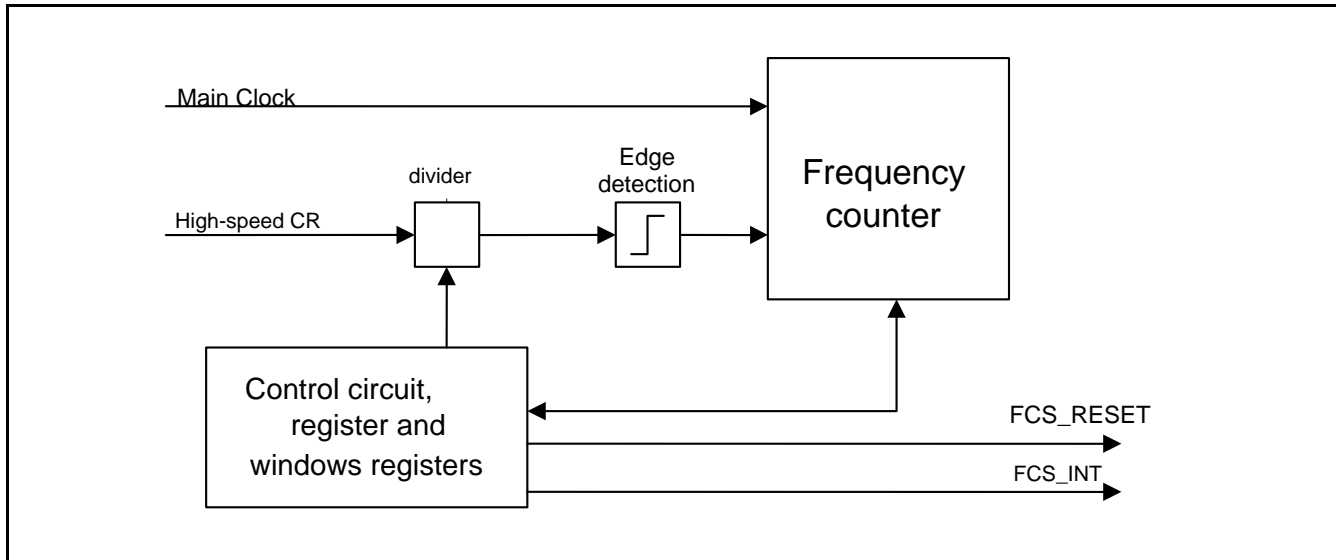 Main Clock
divider
Edge
detection
Frequency
counter
High-speed CR
Control circuit,
register and
windows registers
FCS_RESET
FCS_INT